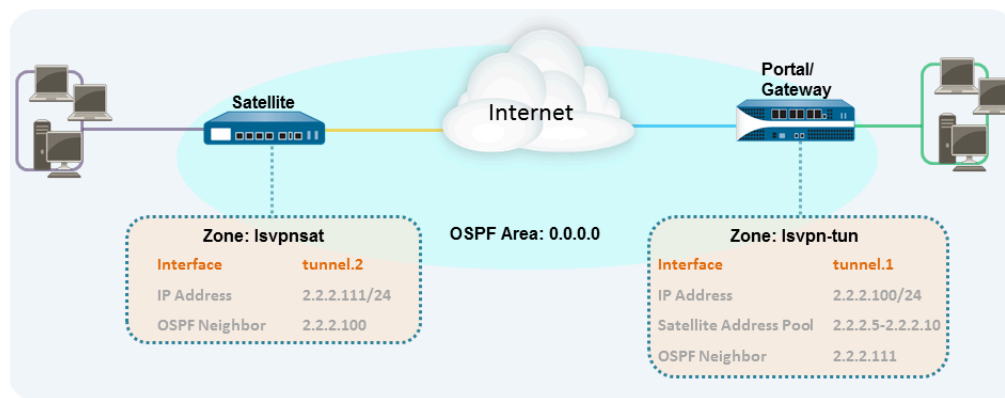 Portal/
Gateway
Satellite
Internet
Zone: lsvpnsat
Interface tunnel.2
IP Address 2.2.2.111/24
OSPF Neighbor 2.2.2.100
OSPF Area: 0.0.0.0
Zone: lsvpn-tun
Interface tunnel.1
IP Address 2.2.2.100/24
Satellite Address Pool 2.2.2.5-2.2.2.10
OSPF Neighbor 2.2.2.111